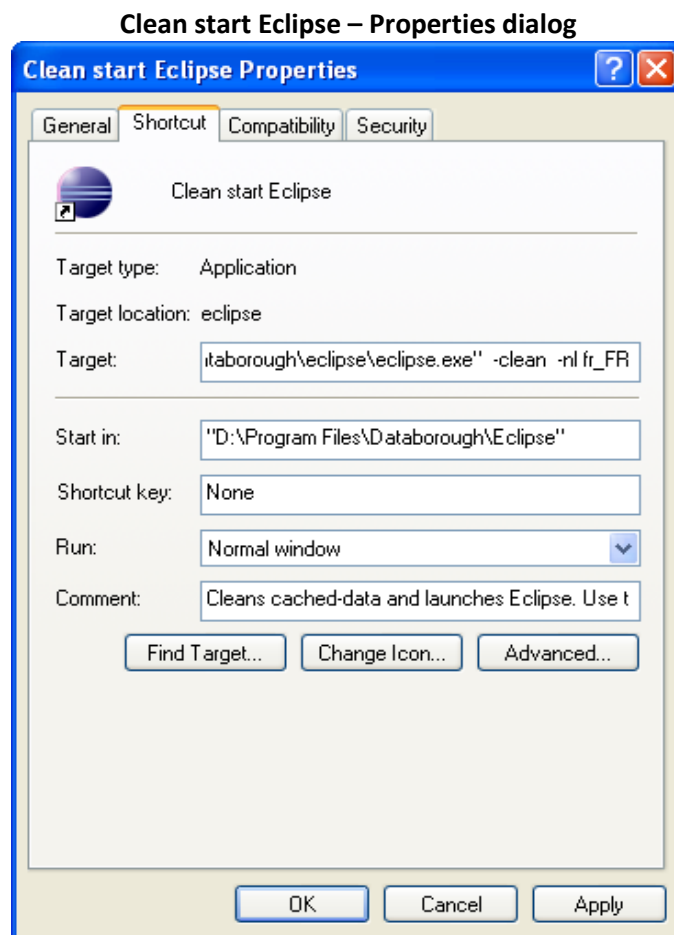 Clean start Eclipse – Properties dialog
Clean start Eclipse Properties
General Shortcut Compatibility Security
Clean start Eclipse
Target type: Application
Target location: eclipse
Target: taborough\eclipse\eclipse.exe" -clean -nl fr_FR
Start in: "D:\Program Files\Databorough\Eclipse"
Shortcut key: None
Run: Normal window
Comment: Cleans cached-data and launches Eclipse. Use t
Find Target... Change Icon... Advanced...
OK Cancel Apply